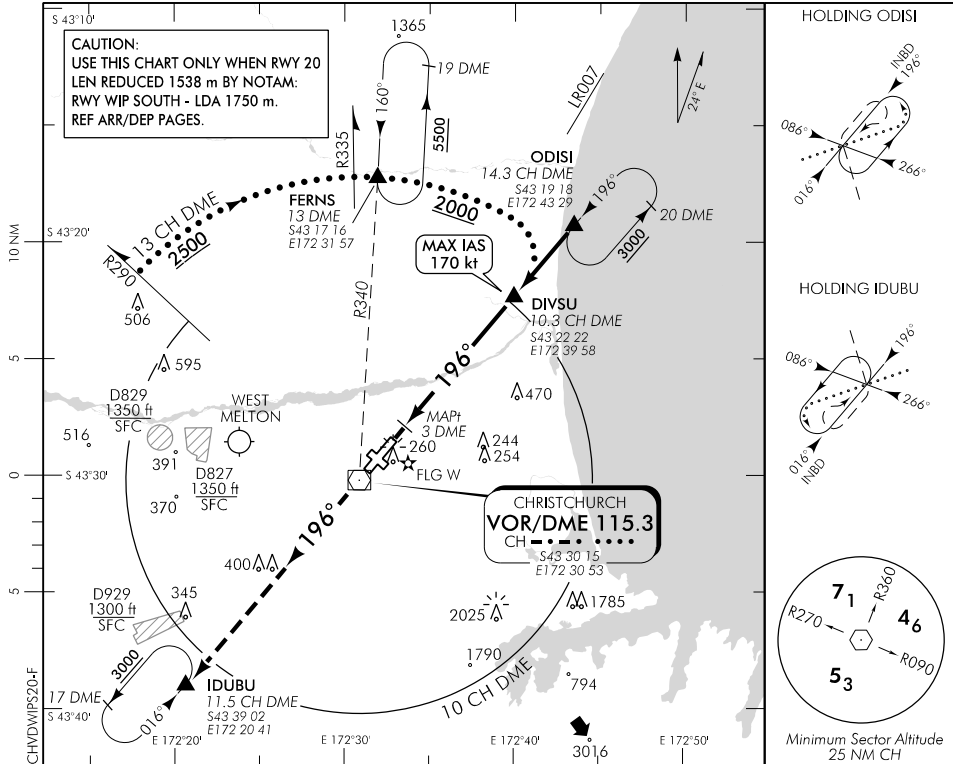 S 43°10'
CAUTION:
USE THIS CHART ONLY WHEN RWY 20
LEN REDUCED 1538 m BY NOTAM:
RWY WIP SOUTH - LDA 1750 m.
REF ARR/DEP PAGES.
1365
19 DME
160°
5500
R335
LR007
24° E
ODISI
14.3 CH DME
S43 19 18
E172 43 29
196°
20 DME
3000
FERNS
13 DME
S43 17 16
E172 31 57
2000
13 CH DME
2500
R290
S 43°20'
10 NM
MAX IAS
170 kt
DIVSU
10.3 CH DME
S43 22 22
E172 39 58
R340
506
595
5
196°
470
D829
1350 ft
SFC
WEST
MELTON
MAPt
3 DME
516
391
260
244
254
FLG W
D827
1350 ft
SFC
S 43°30'
0
370
CHRISTCHURCH
VOR/DME 115.3
CH
S43 30 15
E172 30 53
196°
400
5
D929
1300 ft
SFC
345
2025
1785
1790
794
10 CH DME
3000
17 DME
016°
IDUBU
11.5 CH DME
S43 39 02
E172 20 41
S 43°40'
3016
E 172°20'
E 172°30'
E 172°40'
E 172°50'
CHVDWIPS20-F
HOLDING ODISI
INBD
196°
086°
266°
016°
HOLDING IDUBU
196°
086°
266°
016°
INBD
R360
7 1
4 6
R270
R090
5 3
Minimum Sector Altitude
25 NM CH